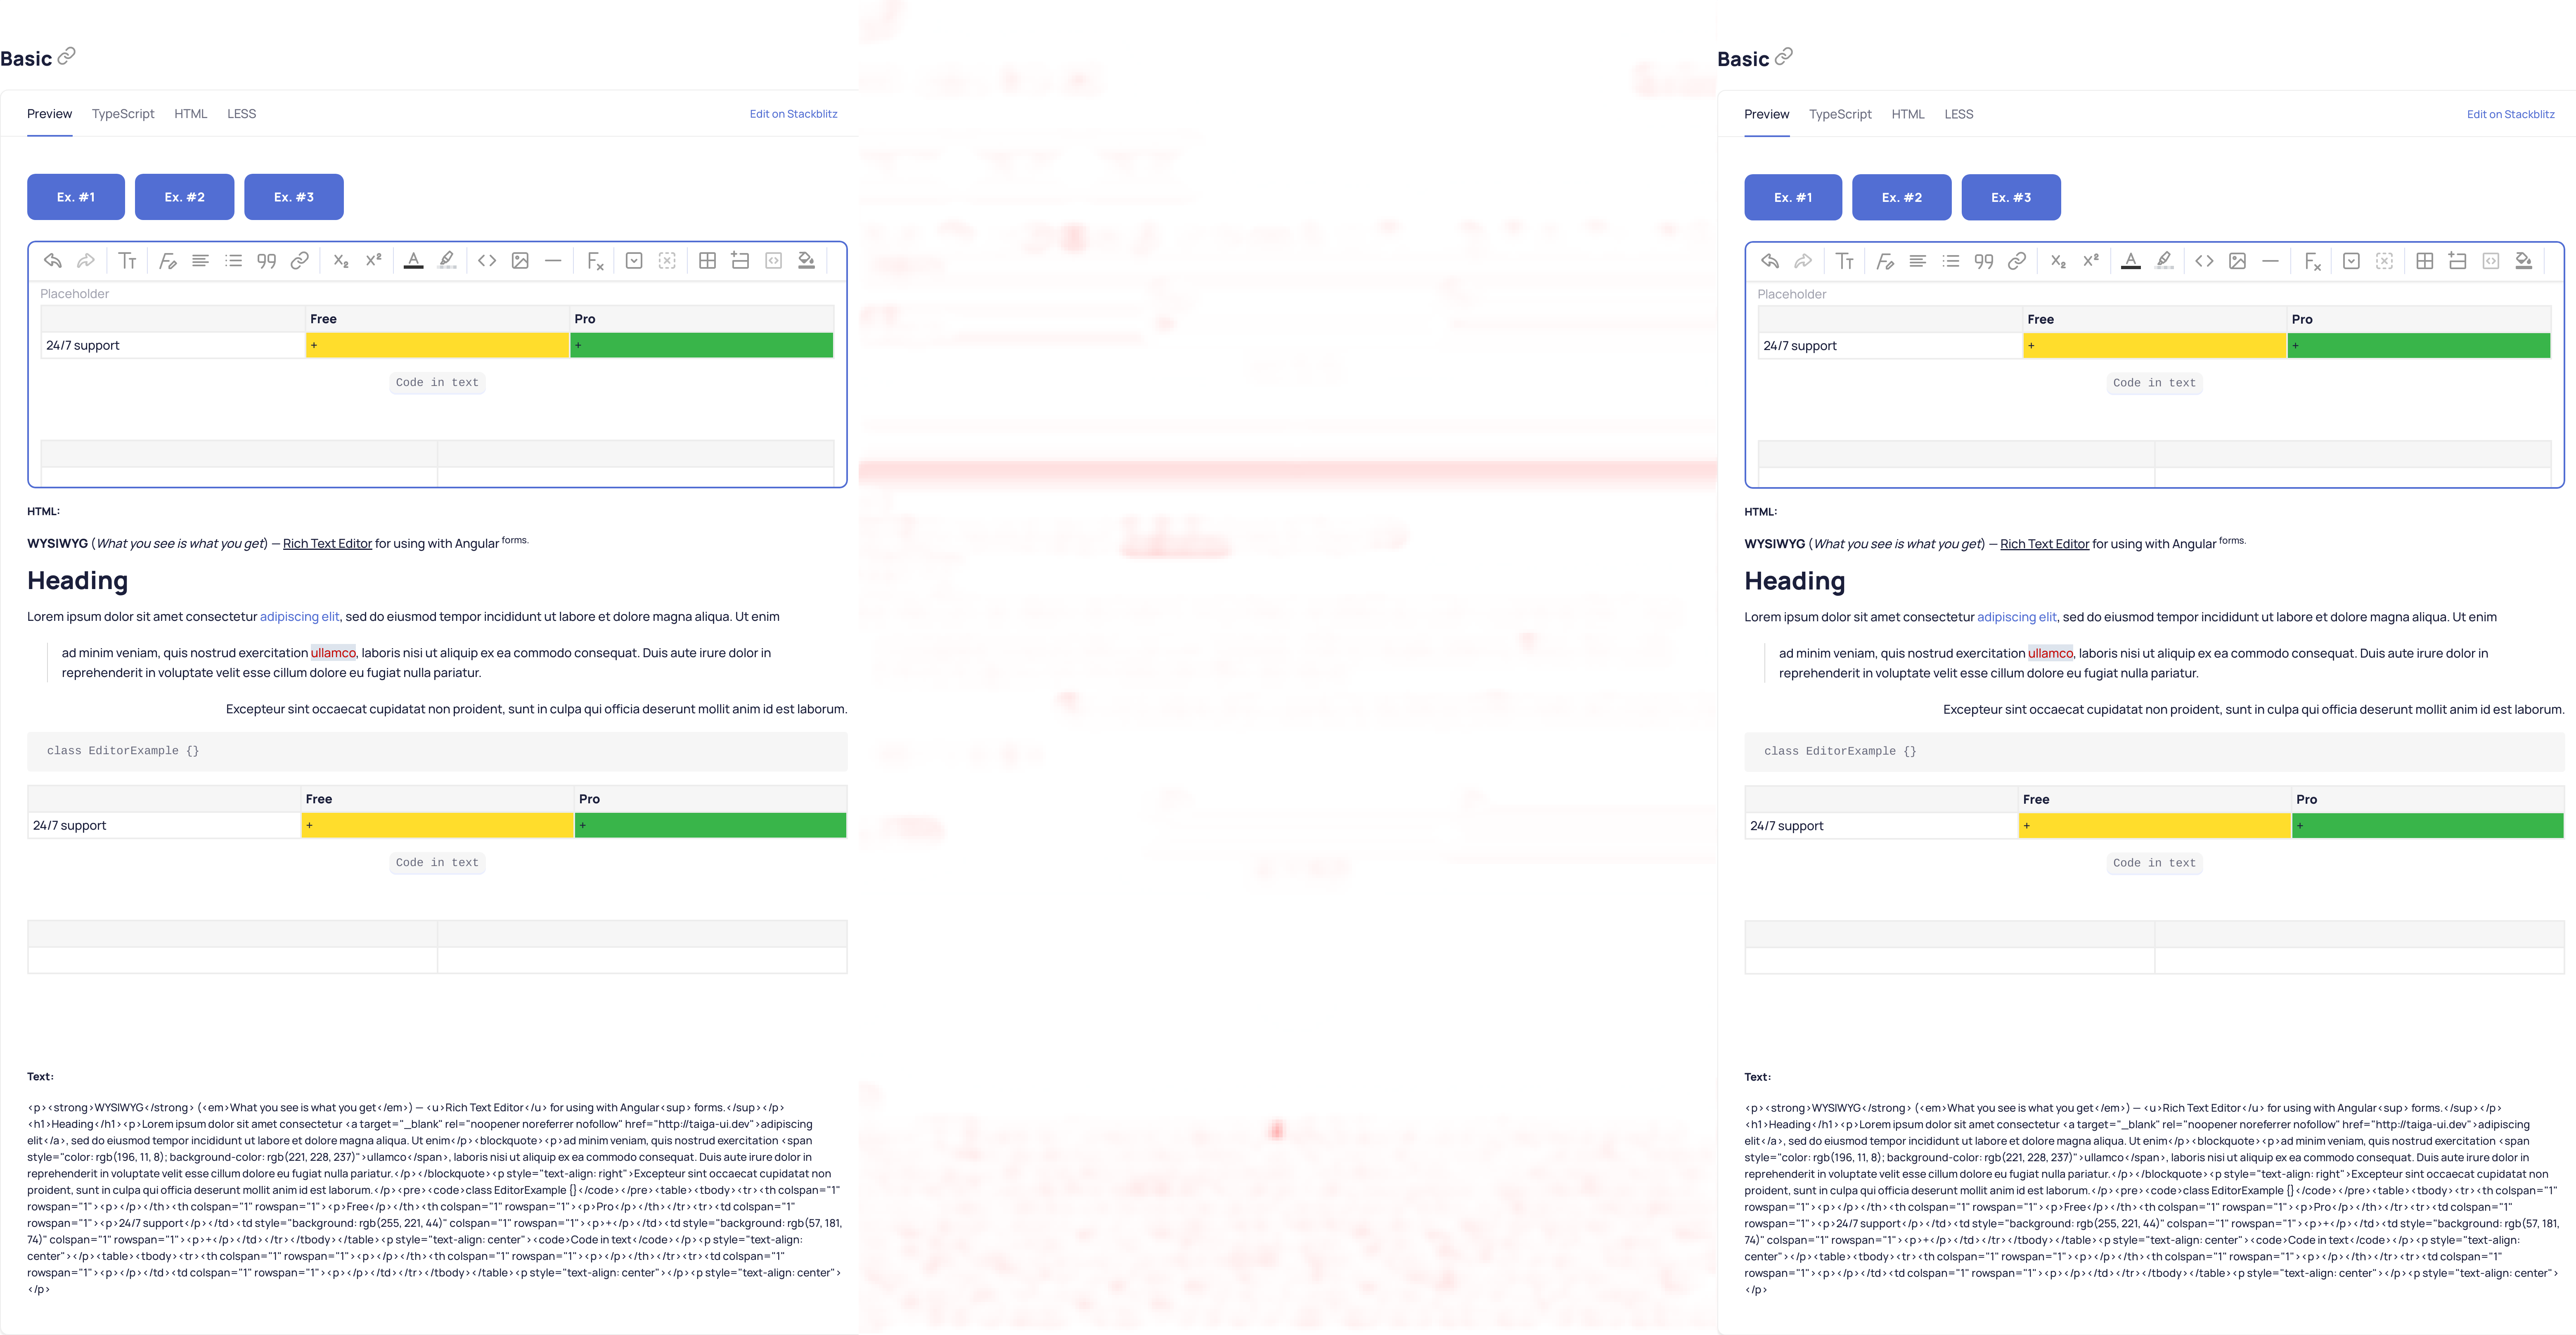 Basic
Preview TypeScript HTML LESS Edit on Stackblitz
Ex. #1 Ex. #2 Ex. #3
Placeholder
Free Pro
24/7 support + +
Code in text
HTML:
WYSIWYG (What you see is what you get) — Rich Text Editor for using with Angular forms.
Heading
Lorem ipsum dolor sit amet consectetur adipiscing elit, sed do eiusmod tempor incididunt ut labore et dolore magna aliqua. Ut enim
ad minim veniam, quis nostrud exercitation ullamco, laboris nisi ut aliquip ex ea commodo consequat. Duis aute irure dolor in
reprehenderit in voluptate velit esse cillum dolore eu fugiat nulla pariatur.
Excepteur sint occaecat cupidatat non proident, sunt in culpa qui officia deserunt mollit anim id est laborum.
class EditorExample {}
Free Pro
24/7 support + +
Code in text
Text:
<p><strong>WYSIWYG</strong> (<em>What you see is what you get</em>) — <u>Rich Text Editor</u> for using with Angular<sup> forms.</sup></p>
<h1>Heading</h1><p>Lorem ipsum dolor sit amet consectetur <a target="_blank" rel="noopener noreferrer nofollow" href="http://taiga-ui.dev">adipiscing
elit</a>, sed do eiusmod tempor incididunt ut labore et dolore magna aliqua. Ut enim</p><blockquote><p>ad minim veniam, quis nostrud exercitation <span
style="color: rgb(196, 11, 8); background-color: rgb(221, 228, 237)">ullamco</span>, laboris nisi ut aliquip ex ea commodo consequat. Duis aute irure dolor in
reprehenderit in voluptate velit esse cillum dolore eu fugiat nulla pariatur.</p></blockquote><p style="text-align: right">Excepteur sint occaecat cupidatat non
proident, sunt in culpa qui officia deserunt mollit anim id est laborum.</p><pre><code>class EditorExample {}</code></pre><table><tbody><tr><th colspan="1"
rowspan="1"><p></p></th><th colspan="1" rowspan="1"><p>Free</p></th><th colspan="1" rowspan="1"><p>Pro</p></th></tr><tr><td colspan="1"
rowspan="1"><p>24/7 support</p></td><td style="background: rgb(255, 221, 44)" colspan="1" rowspan="1"><p>+</p></td><td style="background: rgb(57, 181,
74)" colspan="1" rowspan="1"><p>+</p></td></tr></tbody></table><p style="text-align: center"><code>Code in text</code></p><p style="text-align:
center"></p><table><tbody><tr><th colspan="1" rowspan="1"><p></p></th><th colspan="1" rowspan="1"><p></p></th></tr><tr><td colspan="1"
rowspan="1"><p></p></td><td colspan="1" rowspan="1"><p></p></td></tr></tbody></table><p style="text-align: center"></p><p style="text-align: center">
</p>
Basic
Preview TypeScript HTML LESS Edit on Stackblitz
Ex. #1 Ex. #2 Ex. #3
Placeholder
Free Pro
24/7 support + +
Code in text
HTML:
WYSIWYG (What you see is what you get) — Rich Text Editor for using with Angular forms.
Heading
Lorem ipsum dolor sit amet consectetur adipiscing elit, sed do eiusmod tempor incididunt ut labore et dolore magna aliqua. Ut enim
ad minim veniam, quis nostrud exercitation ullamco, laboris nisi ut aliquip ex ea commodo consequat. Duis aute irure dolor in
reprehenderit in voluptate velit esse cillum dolore eu fugiat nulla pariatur.
Excepteur sint occaecat cupidatat non proident, sunt in culpa qui officia deserunt mollit anim id est laborum.
class EditorExample {}
Free Pro
24/7 support + +
Code in text
Text:
<p><strong>WYSIWYG</strong> (<em>What you see is what you get</em>) — <u>Rich Text Editor</u> for using with Angular<sup> forms.</sup></p>
<h1>Heading</h1><p>Lorem ipsum dolor sit amet consectetur <a target="_blank" rel="noopener noreferrer nofollow" href="http://taiga-ui.dev">adipiscing
elit</a>, sed do eiusmod tempor incididunt ut labore et dolore magna aliqua. Ut enim</p><blockquote><p>ad minim veniam, quis nostrud exercitation <span
style="color: rgb(196, 11, 8); background-color: rgb(221, 228, 237)">ullamco</span>, laboris nisi ut aliquip ex ea commodo consequat. Duis aute irure dolor in
reprehenderit in voluptate velit esse cillum dolore eu fugiat nulla pariatur.</p></blockquote><p style="text-align: right">Excepteur sint occaecat cupidatat non
proident, sunt in culpa qui officia deserunt mollit anim id est laborum.</p><pre><code>class EditorExample {}</code></pre><table><tbody><tr><th colspan="1"
rowspan="1"><p></p></th><th colspan="1" rowspan="1"><p>Free</p></th><th colspan="1" rowspan="1"><p>Pro</p></th></tr><tr><td colspan="1"
rowspan="1"><p>24/7 support</p></td><td style="background: rgb(255, 221, 44)" colspan="1" rowspan="1"><p>+</p></td><td style="background: rgb(57, 181,
74)" colspan="1" rowspan="1"><p>+</p></td></tr></tbody></table><p style="text-align: center"><code>Code in text</code></p><p style="text-align:
center"></p><table><tbody><tr><th colspan="1" rowspan="1"><p></p></th><th colspan="1" rowspan="1"><p></p></th></tr><tr><td colspan="1"
rowspan="1"><p></p></td><td colspan="1" rowspan="1"><p></p></td></tr></tbody></table><p style="text-align: center"></p><p style="text-align: center">
</p>